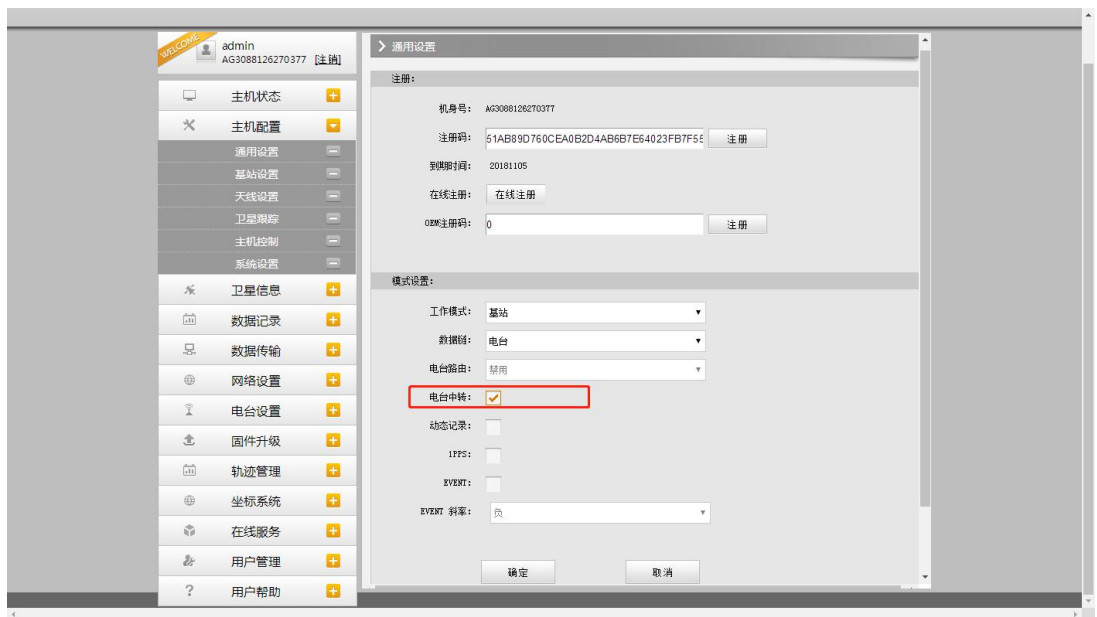 WELCOME
admin
AG3088126270377 [注销]
主机状态
主机配置
通用设置
基站设置
天线设置
卫星跟踪
主机控制
系统设置
卫星信息
数据记录
数据传输
网络设置
电台设置
固件升级
轨迹管理
坐标系统
在线服务
用户管理
用户帮助
通用设置
注册:
机身号: AG3088126270377
注册码: 51AB89D760CEA0B2D4AB6B7E64023FB7F5 注册
到期时间: 20181105
在线注册: 在线注册
OEM注册码: 0 注册
模式设置:
工作模式: 基站
数据链: 电台
电台路由: 禁用
电台中转:
动态记录:
1PPS:
EVENT:
EVENT 斜率: 负
确定 取消